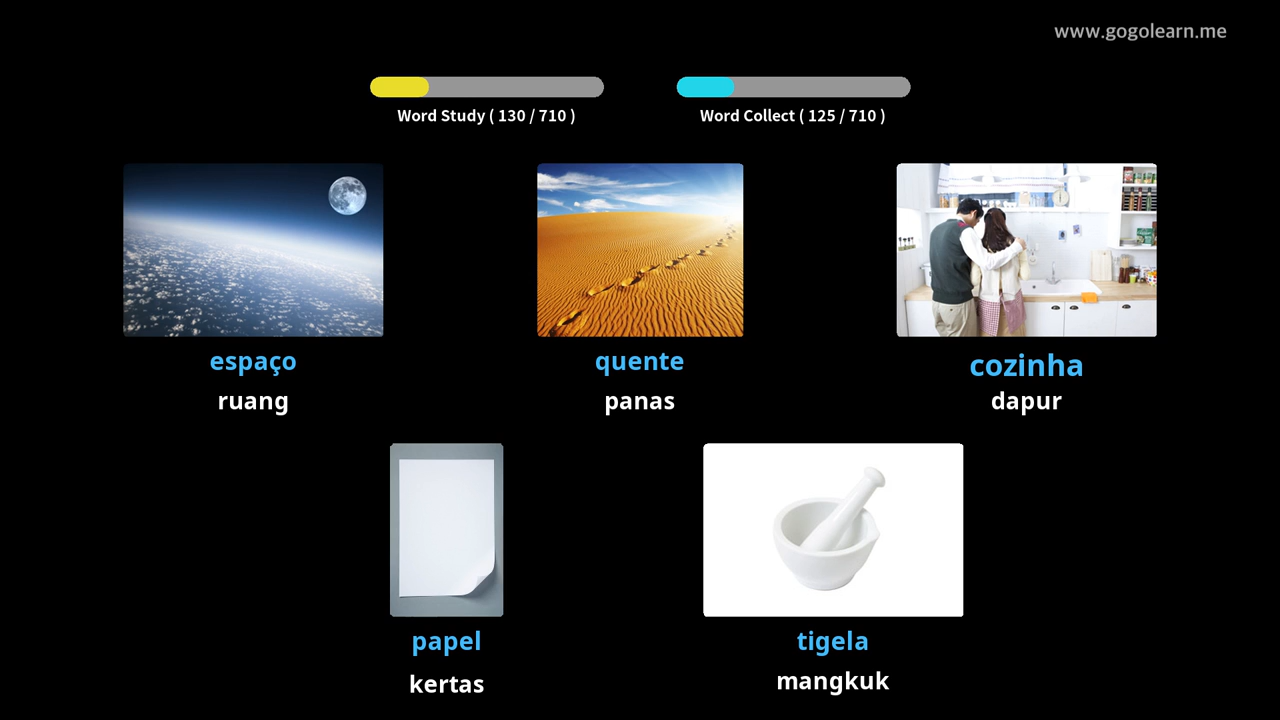 www.gogolearn.me
Word Study ( 130 / 710 )
Word Collect ( 125 / 710 )
espaço
ruang
quente
panas
cozinha
dapur
papel
kertas
tigela
mangkuk